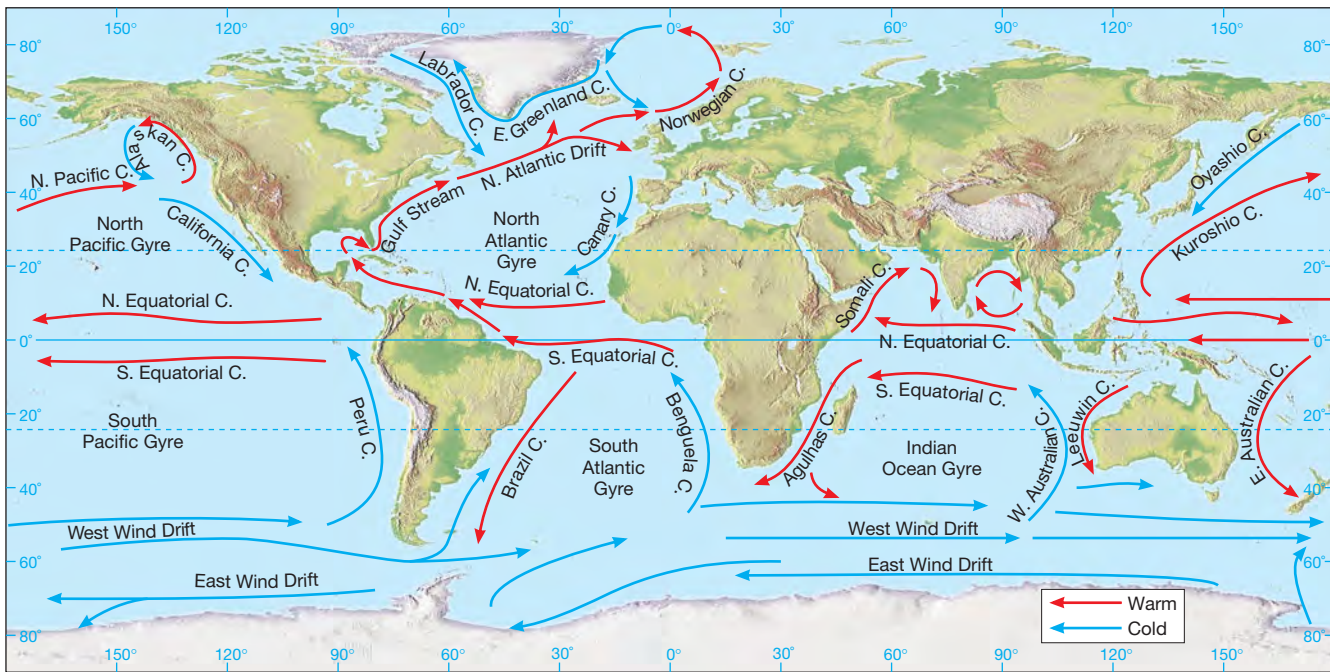 150° 120° 90° 60° 30° 0° 30° 60° 90° 120° 150°
80° 80°
Labrador C.
E. Greenland C.
Norwegian C.
60° 60°
Alaskan C.
N. Pacific C.
N. Atlantic Drift
Oyashio C.
40° 40°
Gulf Stream
Canary C.
Kuroshio C.
North
Pacific Gyre
California C.
North
Atlantic
Gyre
20° 20°
Somali C.
N. Equatorial C.
N. Equatorial C.
N. Equatorial C.
0° 0°
S. Equatorial C.
S. Equatorial C.
S. Equatorial C.
20° 20°
Peru C.
Brazil C.
Benguela C.
Agulhas C.
W. Australian C.
Leeuwin C.
E. Australian C.
South
Pacific Gyre
South
Atlantic
Gyre
Indian
Ocean Gyre
40° 40°
West Wind Drift
West Wind Drift
60° 60°
East Wind Drift
East Wind Drift
Warm
Cold
80° 80°
150° 120° 90° 60° 30° 0° 30° 60° 90° 120° 150°